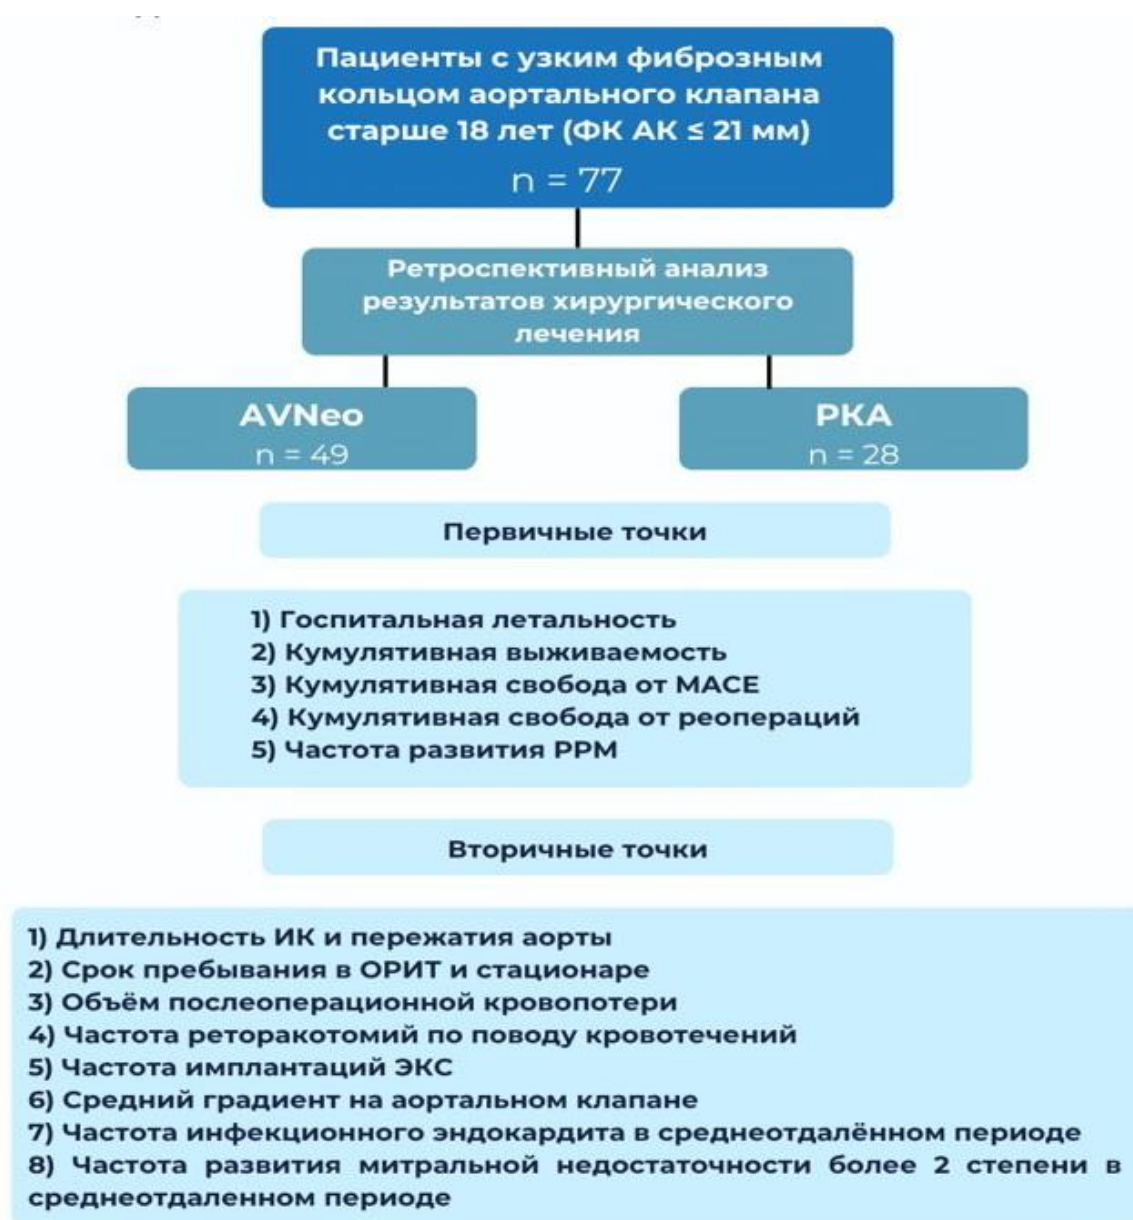 Пациенты с узким фиброзным
кольцом аортального клапана
старше 18 лет (ФК АК ≤ 21 мм)
n = 77
Ретроспективный анализ
результатов хирургического
лечения
AVNeo
n = 49
РКА
n = 28
Первичные точки
1) Госпитальная летальность
2) Кумулятивная выживаемость
3) Кумулятивная свобода от MACE
4) Кумулятивная свобода от реопераций
5) Частота развития PPM
Вторичные точки
1) Длительность ИК и пережатия аорты
2) Срок пребывания в ОРИТ и стационаре
3) Объём послеоперационной кровопотери
4) Частота реторакотомий по поводу кровотечений
5) Частота имплантаций ЭКС
6) Средний градиент на аортальном клапане
7) Частота инфекционного эндокардита в среднеотдалённом периоде
8) Частота развития митральной недостаточности более 2 степени в
среднеотдаленном периоде